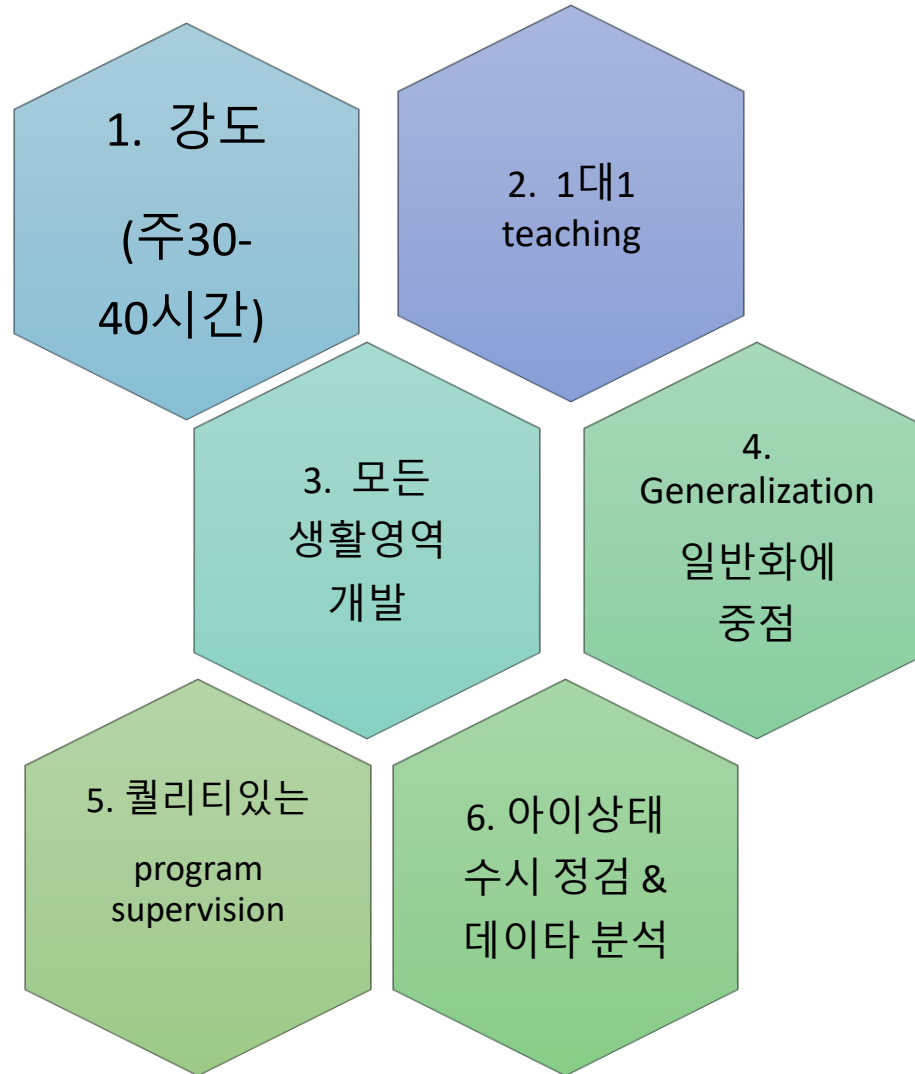 1. 강도
(주30-
40시간)
2. 1대1
teaching
3. 모든
생활영역
개발
4.
Generalization
일반화에
중점
5. 퀄리티있는
program
supervision
6. 아이상태
수시 정검 &
데이타 분석